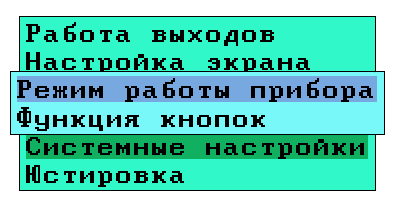 Работа выходов
Настройка экрана
Режим работы прибора
Функция кнопок
Системные настройки
Юстировка